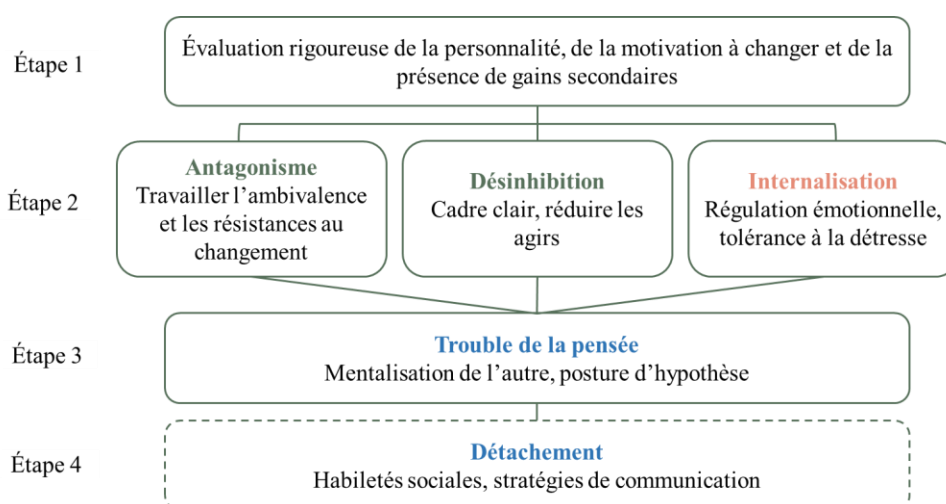 Étape 1
Évaluation rigoureuse de la personnalité, de la motivation à changer et de la
présence de gains secondaires
Étape 2
Antagonisme
Travailler l’ambivalence
et les résistances au
changement
Désinhibition
Cadre clair, réduire les
agirs
Internalisation
Régulation émotionnelle,
tolérance à la détresse
Étape 3
Trouble de la pensée
Mentalisation de l’autre, posture d’hypothèse
Étape 4
Détachement
Habiletés sociales, stratégies de communication